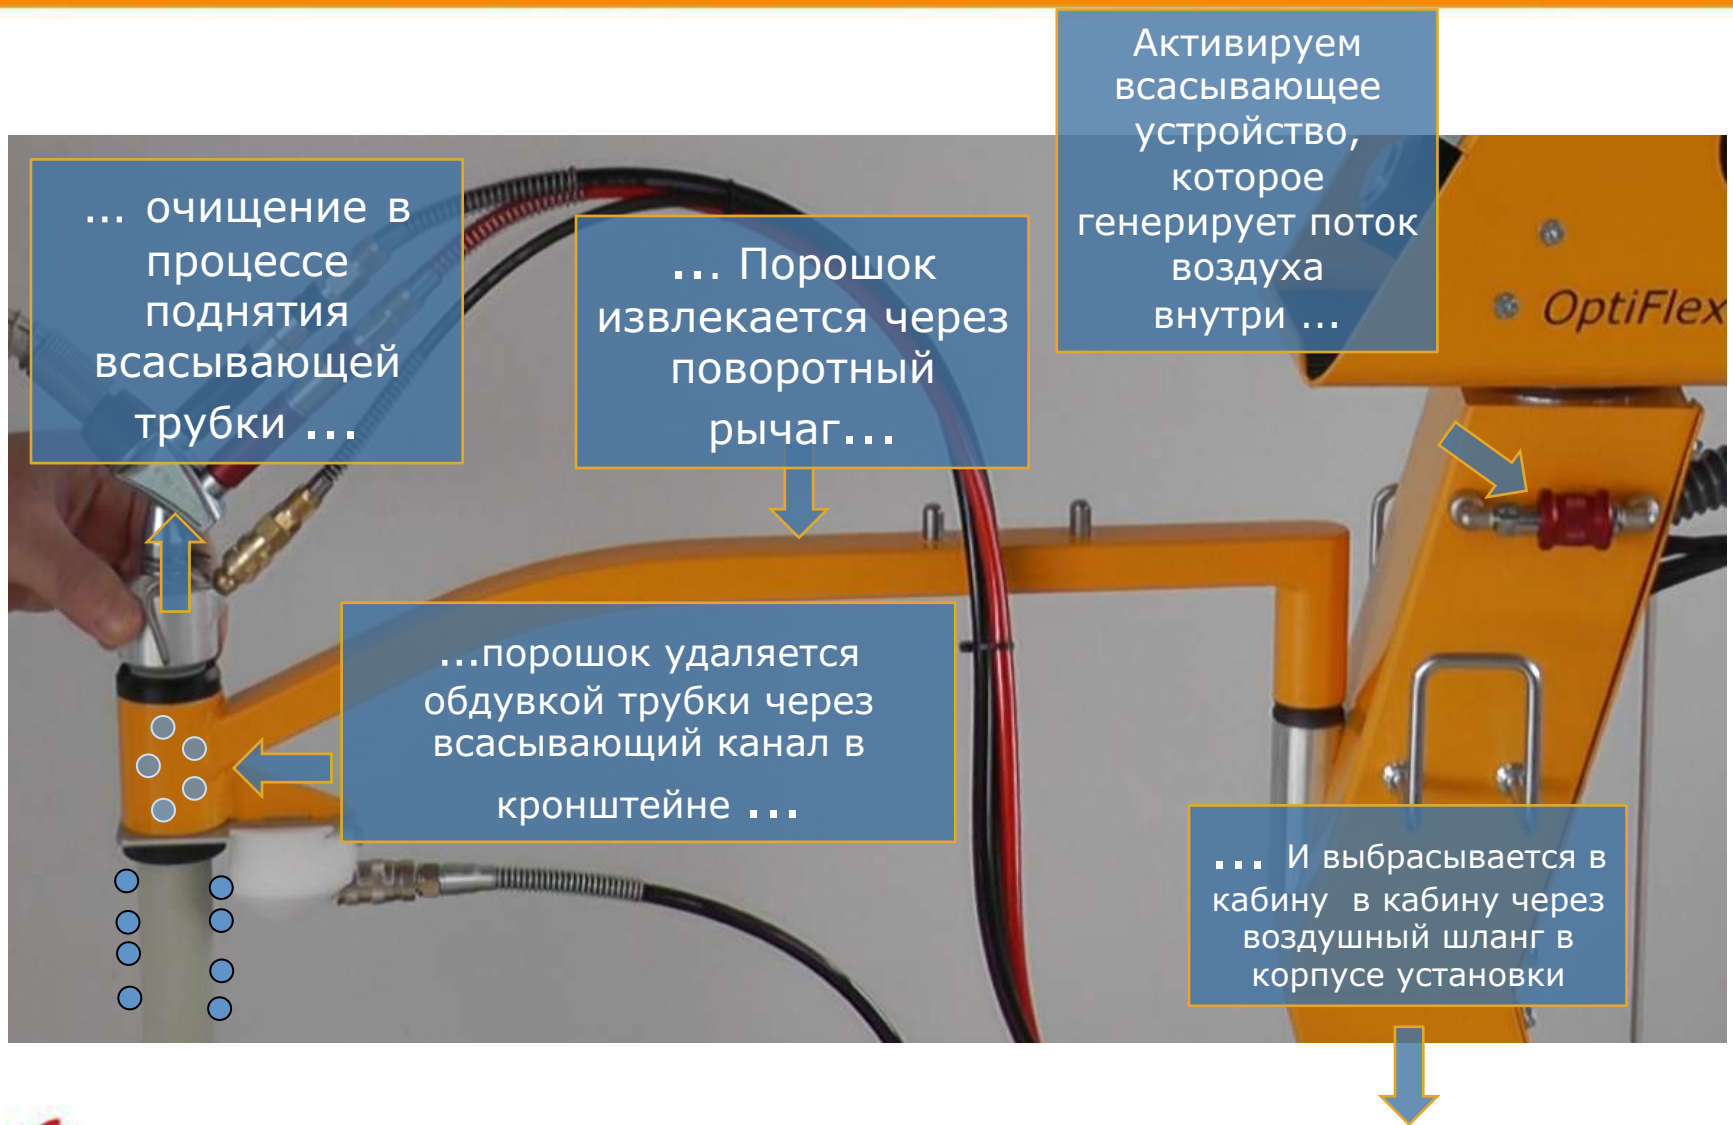 Активируем
всасывающее
устройство,
которое
генерирует поток
воздуха
внутри ...
... очищение в
процессе
поднятия
всасывающей
трубки ...
... Порошок
извлекается через
поворотный
рычаг...
OptiFlex
...порошок удаляется
обдувкой трубки через
всасывающий канал в
кронштейне ...
... И выбрасывается в
кабину в кабину через
воздушный шланг в
корпусе установки